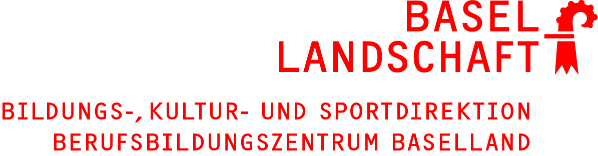 BASEL
LANDSCHAFT
BILDUNGS-, KULTUR- UND SPORTDIREKTION
BERUFSBILDUNGSZENTRUM BASELLAND